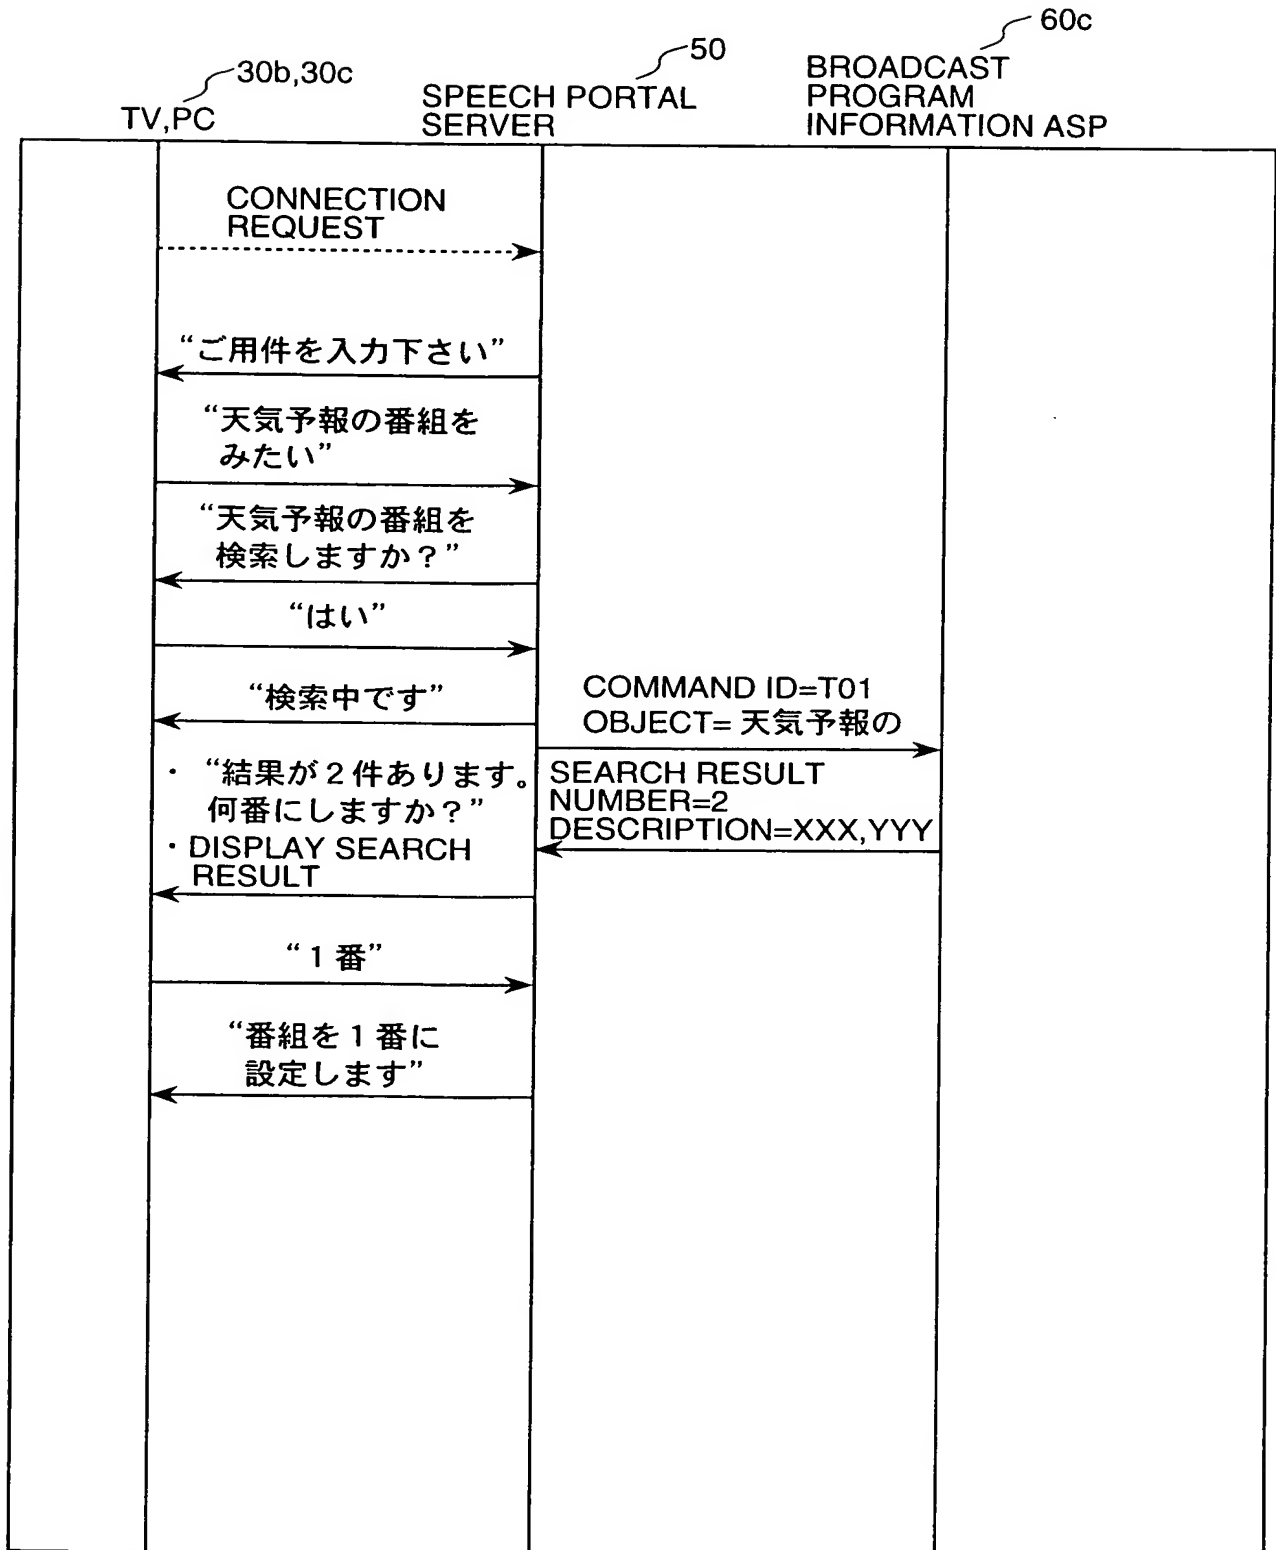 60c
50
30b,30c
BROADCAST
PROGRAM
INFORMATION ASP
SPEECH PORTAL
SERVER
TV,PC
CONNECTION
REQUEST
“ご用件を入力下さい”
“天気予報の番組を
みたい”
“天気予報の番組を
検索しますか？”
“はい”
“検索中です”
COMMAND ID=T01
OBJECT= 天気予報の
・ “結果が２件あります。
何番にしますか？”
・DISPLAY SEARCH
RESULT
SEARCH RESULT
NUMBER=2
DESCRIPTION=XXX,YYY
“１番”
“番組を１番に
設定します”